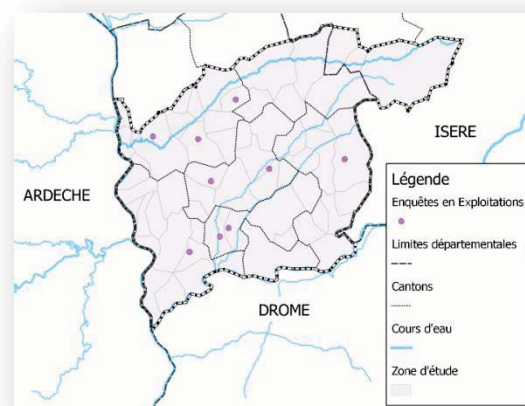 ISERE
ARDECHE
DROME
Légende
Enquêtes en Exploitations
Limites départementales
Cantons
Cours d'eau
Zone d'étude